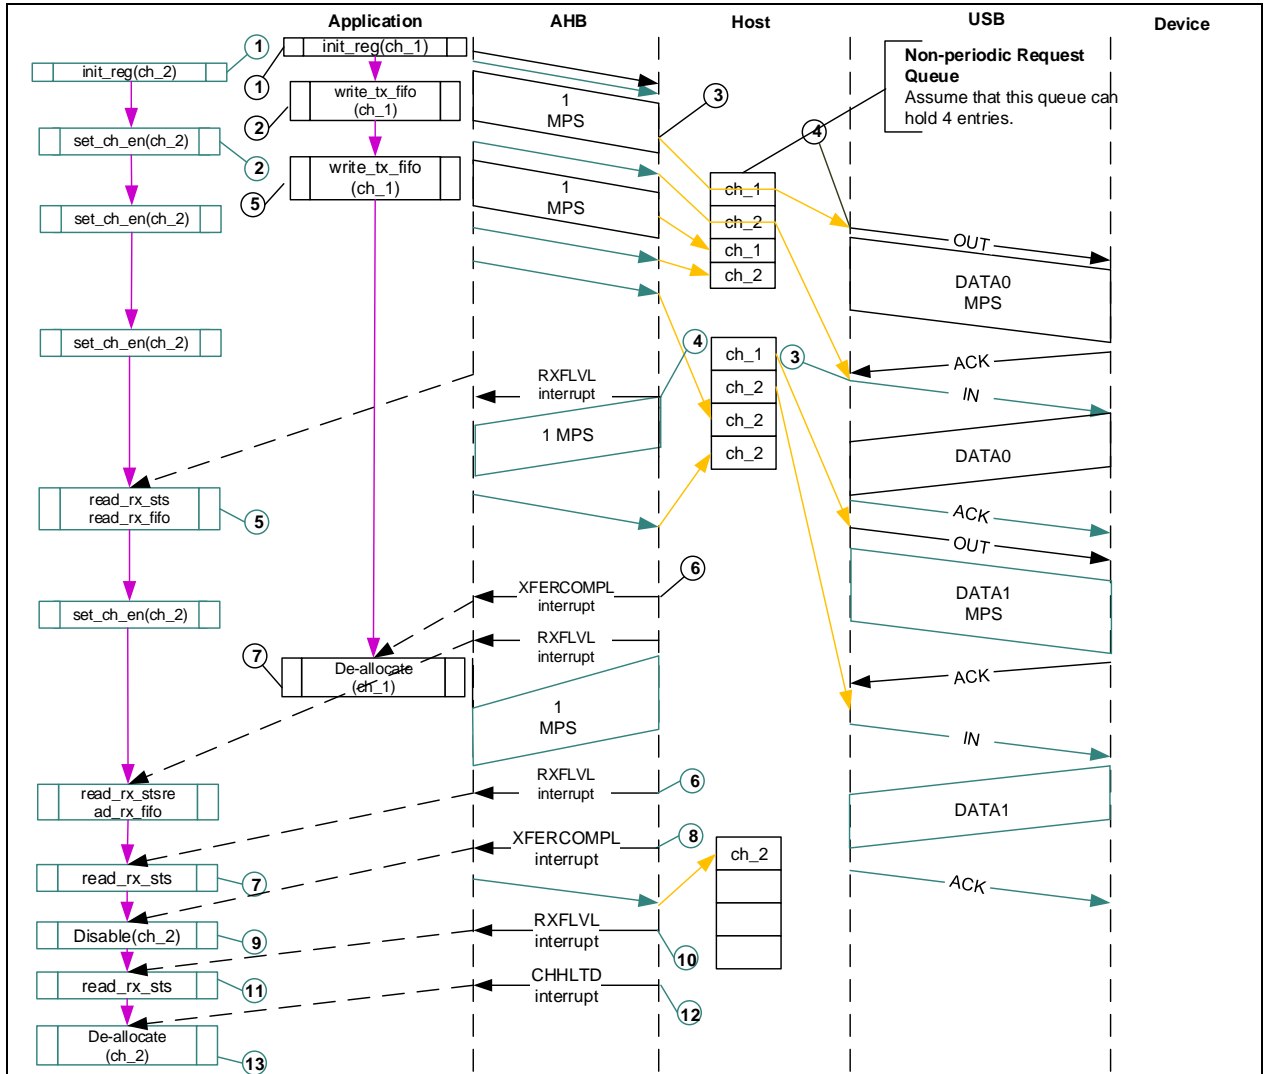 Application
AHB
Host
USB
Device
1
init_reg(ch_1)
init_reg(ch_2)
1
Non-periodic Request
Queue
Assume that this queue can
hold 4 entries.
write_tx_fifo
(ch_1)
2
1
MPS
3
4
set_ch_en(ch_2)
2
write_tx_fifo
(ch_1)
5
1
MPS
ch_1
ch_2
ch_1
ch_2
set_ch_en(ch_2)
OUT
DATA0
MPS
set_ch_en(ch_2)
4
3
ch_1
ch_2
ch_2
ch_2
ACK
IN
RXFLVL
interrupt
1 MPS
DATA0
read_rx_sts
read_rx_fifo
5
ACK
OUT
6
XFERCOMPL
interrupt
DATA1
MPS
set_ch_en(ch_2)
RXFLVL
interrupt
7
De-allocate
(ch_1)
ACK
1
MPS
IN
read_rx_stsre
ad_rx_fifo
RXFLVL
interrupt
6
DATA1
XFERCOMPL
interrupt
8
ch_2
read_rx_sts
7
ACK
Disable(ch_2)
9
RXFLVL
interrupt
10
read_rx_sts
11
CHHLTD
interrupt
12
De-allocate
(ch_2)
13